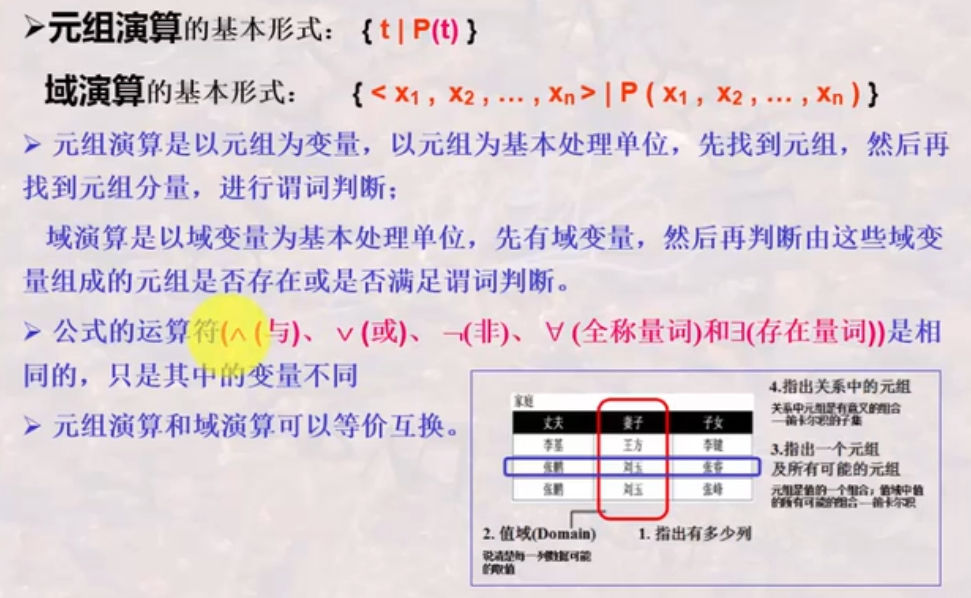 ➢元组演算的基本形式： { t | P(t) }
域演算的基本形式： { < x₁ , x₂ , … , xₙ > | P ( x₁ , x₂ , … , xₙ ) }
➢ 元组演算是以元组为变量，以元组为基本处理单位，先找到元组，然后再
找到元组分量，进行谓词判断；
域演算是以域变量为基本处理单位，先有域变量，然后再判断由这些域变
量组成的元组是否存在或是否满足谓词判断。
➢ 公式的运算符(∧ (与)、 ∨ (或)、 ¬(非)、 ∀ (全称量词)和∃(存在量词))是相
同的，只是其中的变量不同
➢ 元组演算和域演算可以等价互换。
家庭
丈夫 妻子 子女
李基 王方 李键
张鹏 刘玉 张睿
张鹏 刘玉 张峰
4.指出关系中的元组
关系中元组是有意义的组合
—笛卡尔积的子集
3.指出一个元组
及所有可能的元组
元组是值的一个组合；值域中值
的所有可能的组合—笛卡尔积
2. 值域(Domain)
说清楚每一列数据可能
的取值
1. 指出有多少列